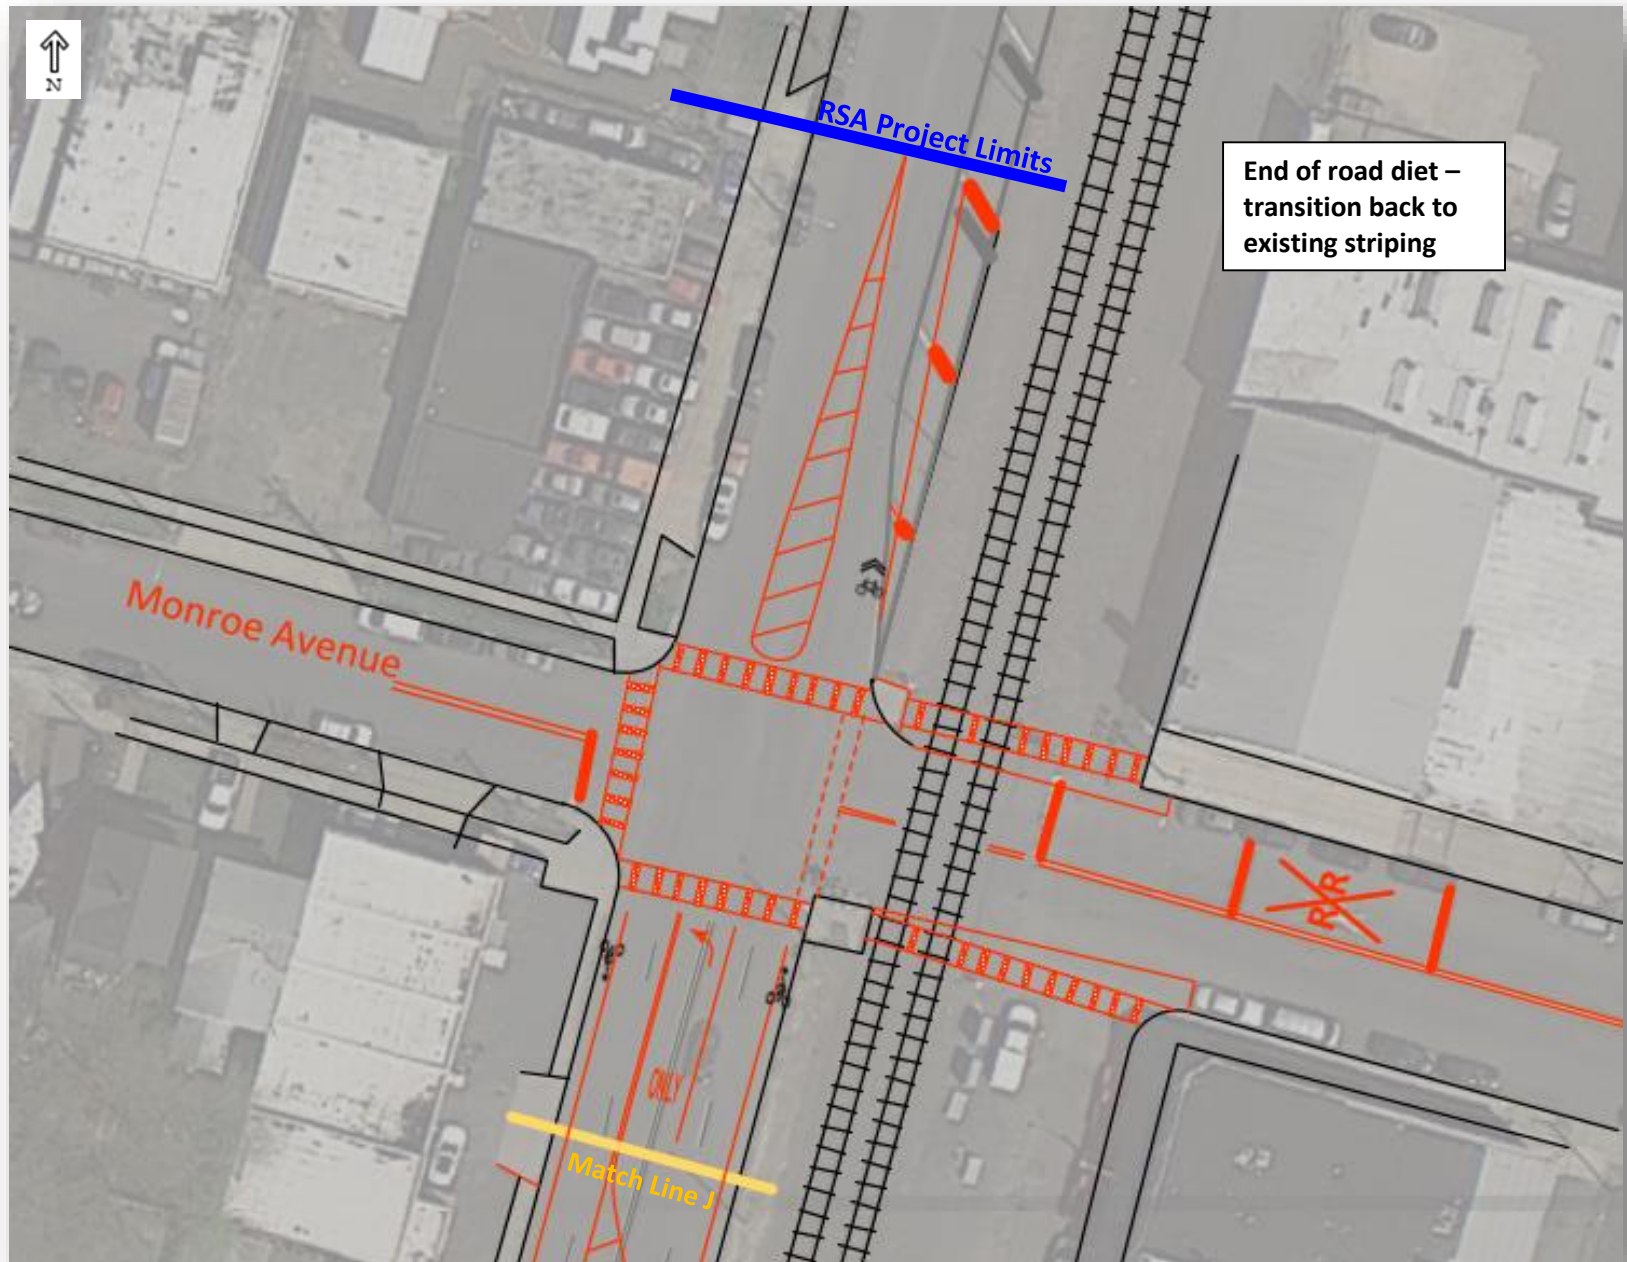 N
RSA Project Limits
End of road diet –
transition back to
existing striping
Monroe Avenue
R R
ONLY
Match Line J